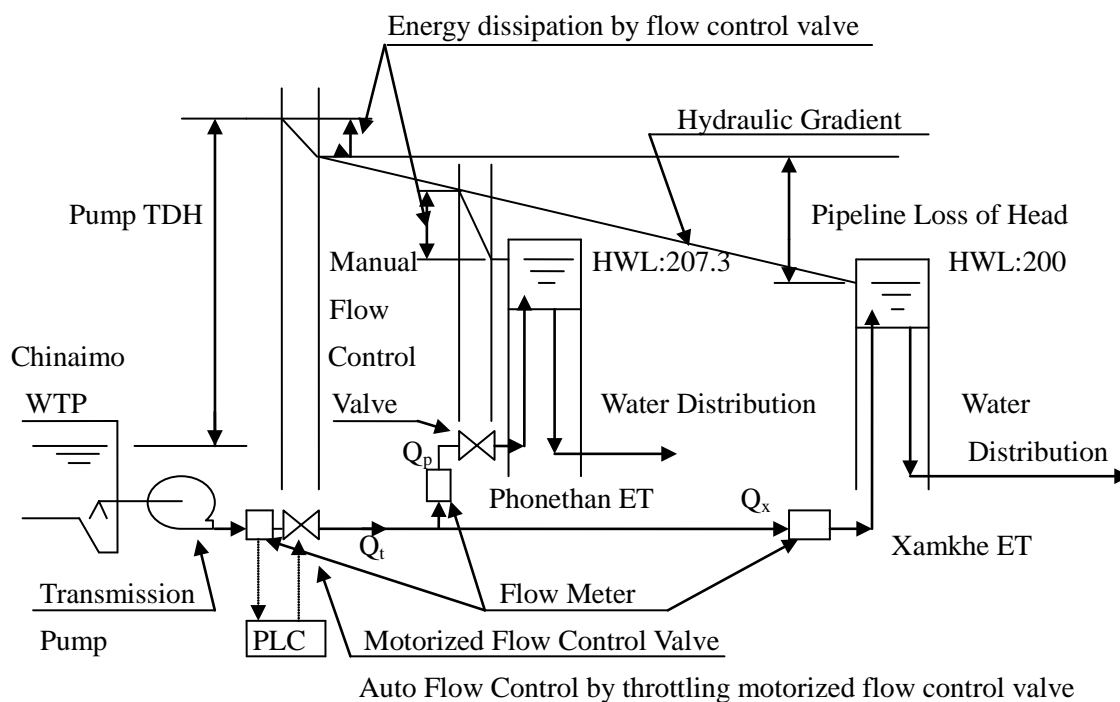 Energy dissipation by flow control valve
Hydraulic Gradient
Pump TDH
Pipeline Loss of Head
Manual
Flow
Control
Valve
HWL:207.3
HWL:200
Chinaimo
WTP
Water Distribution
Water
Distribution
Qp
Phonethan ET
Qx
Qt
Xamkhe ET
Transmission
Pump
Flow Meter
PLC
Motorized Flow Control Valve
Auto Flow Control by throttling motorized flow control valve